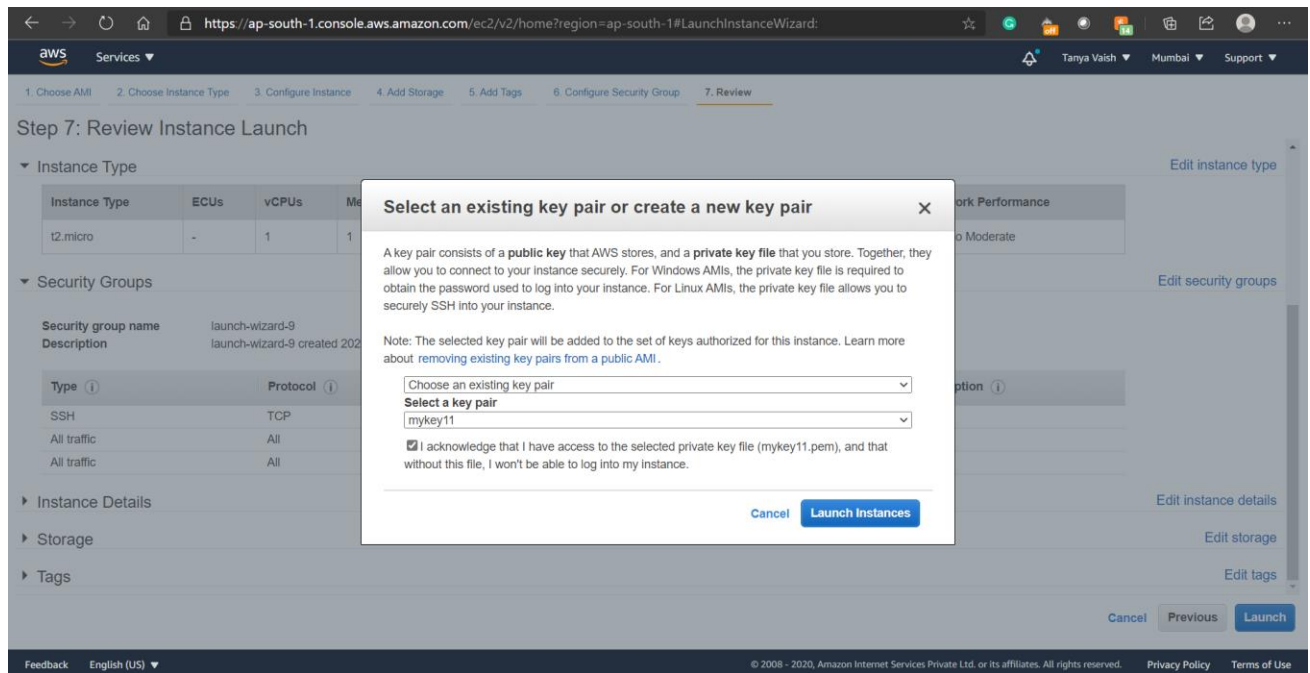 https://ap-south-1.console.aws.amazon.com/ec2/v2/home?region=ap-south-1#LaunchInstanceWizard:
off
14
aws Services Tanya Vaish Mumbai Support
1. Choose AMI 2. Choose Instance Type 3. Configure Instance 4. Add Storage 5. Add Tags 6. Configure Security Group 7. Review
Step 7: Review Instance Launch
Instance Type Edit instance type
Instance Type ECUs vCPUs Me ork Performance
t2.micro - 1 1 o Moderate
Security Groups Edit security groups
Security group name launch-wizard-9
Description launch-wizard-9 created 202
Type Protocol ption
SSH TCP
All traffic All
All traffic All
Instance Details Edit instance details
Storage Edit storage
Tags Edit tags
Select an existing key pair or create a new key pair
A key pair consists of a public key that AWS stores, and a private key file that you store. Together, they
allow you to connect to your instance securely. For Windows AMIs, the private key file is required to
obtain the password used to log into your instance. For Linux AMIs, the private key file allows you to
securely SSH into your instance.
Note: The selected key pair will be added to the set of keys authorized for this instance. Learn more
about removing existing key pairs from a public AMI.
Choose an existing key pair
Select a key pair
mykey11
I acknowledge that I have access to the selected private key file (mykey11.pem), and that
without this file, I won't be able to log into my instance.
Cancel Launch Instances
Cancel Previous Launch
Feedback English (US) © 2008 - 2020, Amazon Internet Services Private Ltd. or its affiliates. All rights reserved. Privacy Policy Terms of Use